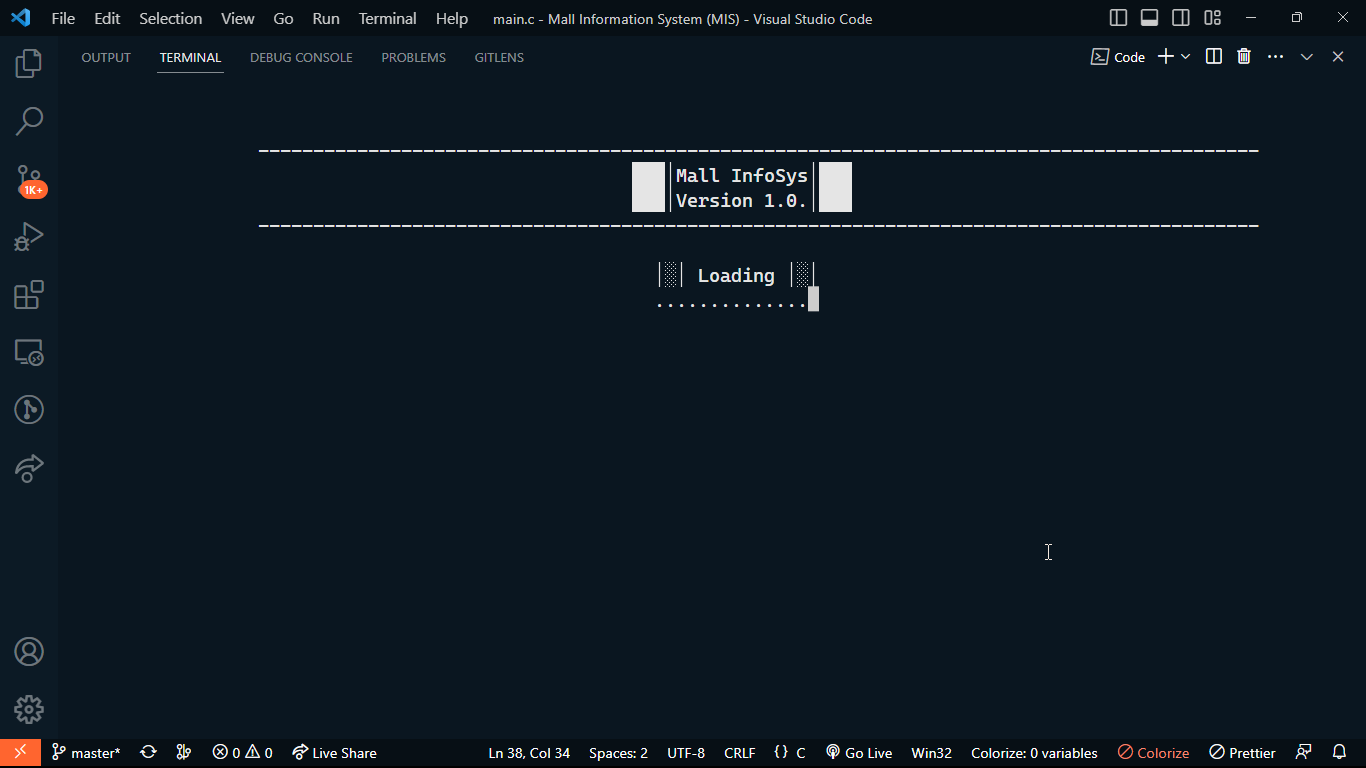 File Edit Selection View Go Run Terminal Help main.c - Mall Information System (MIS) - Visual Studio Code
OUTPUT TERMINAL DEBUG CONSOLE PROBLEMS GITLENS Code
1K+
Mall InfoSys
Version 1.0.
Loading
..............
master* 0 0 Live Share Ln 38, Col 34 Spaces: 2 UTF-8 CRLF {} C Go Live Win32 Colorize: 0 variables Colorize Prettier